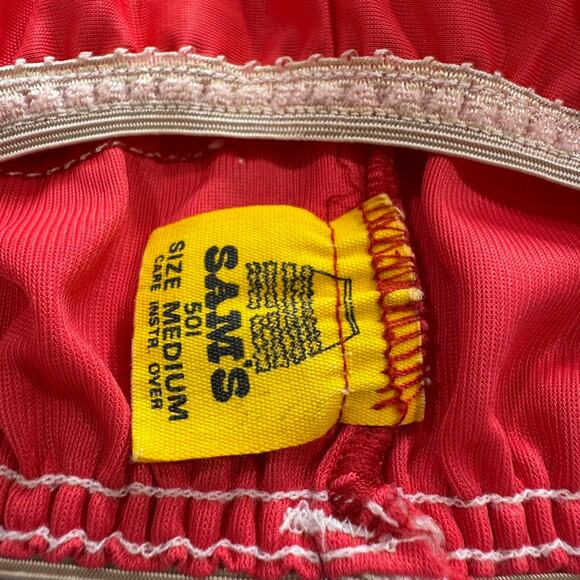 SAM'S
501
SIZE MEDIUM
CARE INSTR. OVER